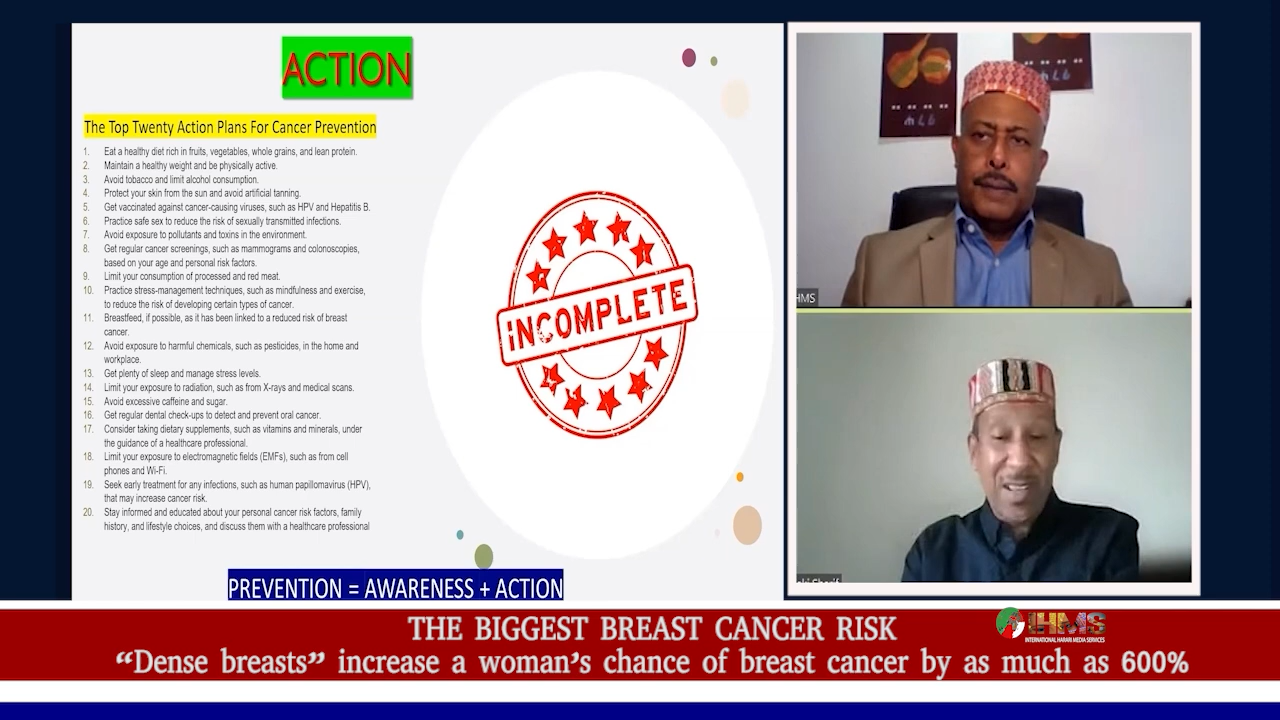 ACTION
The Top Twenty Action Plans For Cancer Prevention
1. Eat a healthy diet rich in fruits, vegetables, whole grains, and lean protein.
2. Maintain a healthy weight and be physically active.
3. Avoid tobacco and limit alcohol consumption.
4. Protect your skin from the sun and avoid artificial tanning.
5. Get vaccinated against cancer-causing viruses, such as HPV and Hepatitis B.
6. Practice safe sex to reduce the risk of sexually transmitted infections.
7. Avoid exposure to pollutants and toxins in the environment.
8. Get regular cancer screenings, such as mammograms and colonoscopies,
based on your age and personal risk factors.
9. Limit your consumption of processed and red meat.
10. Practice stress-management techniques, such as mindfulness and exercise,
to reduce the risk of developing certain types of cancer.
11. Breastfeed, if possible, as it has been linked to a reduced risk of breast
cancer.
12. Avoid exposure to harmful chemicals, such as pesticides, in the home and
workplace.
13. Get plenty of sleep and manage stress levels.
14. Limit your exposure to radiation, such as from X-rays and medical scans.
15. Avoid excessive caffeine and sugar.
16. Get regular dental check-ups to detect and prevent oral cancer.
17. Consider taking dietary supplements, such as vitamins and minerals, under
the guidance of a healthcare professional.
18. Limit your exposure to electromagnetic fields (EMFs), such as from cell
phones and Wi-Fi.
19. Seek early treatment for any infections, such as human papillomavirus (HPV),
that may increase cancer risk.
20. Stay informed and educated about your personal cancer risk factors, family
history, and lifestyle choices, and discuss them with a healthcare professional
INCOMPLETE
PREVENTION = AWARENESS + ACTION
HMS
THE BIGGEST BREAST CANCER RISK
IHMS
INTERNATIONAL HARARI MEDIA SERVICES
“Dense breasts” increase a woman’s chance of breast cancer by as much as 600%